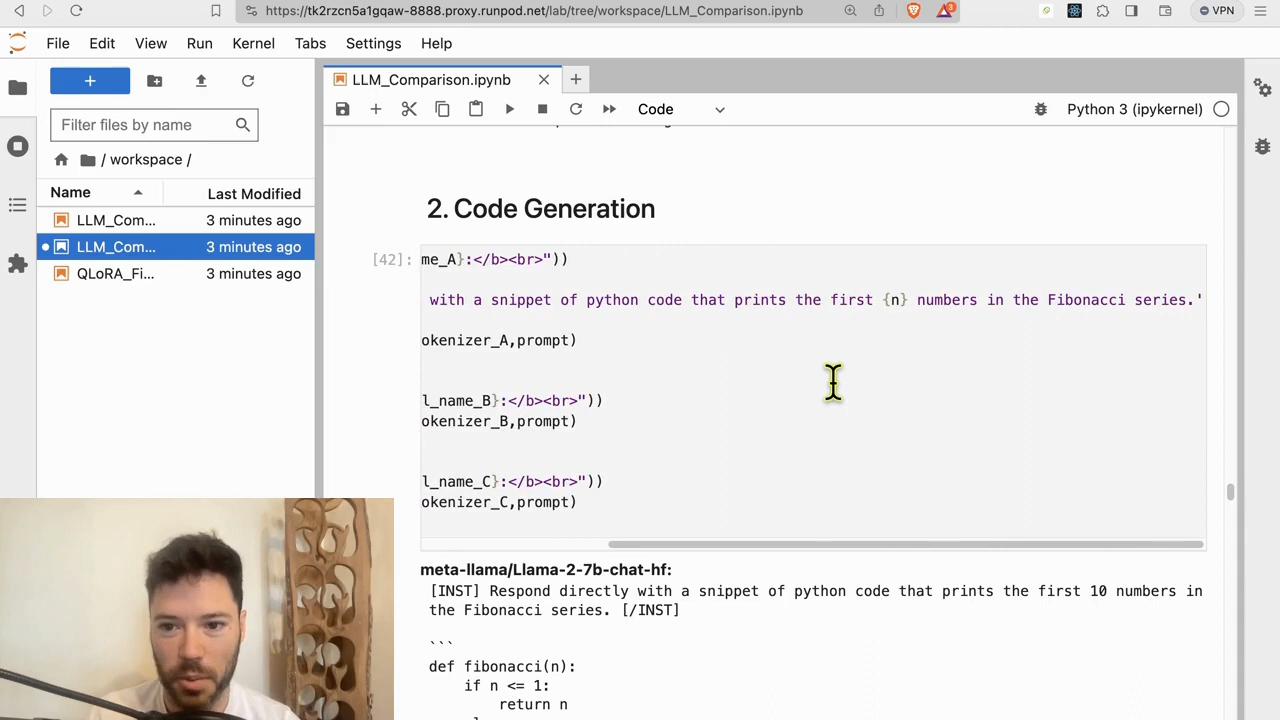 https://tk2rzcn5a1gqaw-8888.proxy.runpod.net/lab/tree/workspace/LLM_Comparison.ipynb
3
VPN
File Edit View Run Kernel Tabs Settings Help
+
LLM_Comparison.ipynb
Filter files by name
Code
Python 3 (ipykernel)
/ workspace /
Name Last Modified
LLM_Com... 3 minutes ago
LLM_Com... 3 minutes ago
QLoRA_Fi... 3 minutes ago
2. Code Generation
[42]:
me_A}:</b><br>"))
with a snippet of python code that prints the first {n} numbers in the Fibonacci series.'
okenizer_A,prompt)
l_name_B}:</b><br>"))
okenizer_B,prompt)
l_name_C}:</b><br>"))
okenizer_C,prompt)
meta-llama/Llama-2-7b-chat-hf:
[INST] Respond directly with a snippet of python code that prints the first 10 numbers in
the Fibonacci series. [/INST]
```
def fibonacci(n):
if n <= 1:
return n